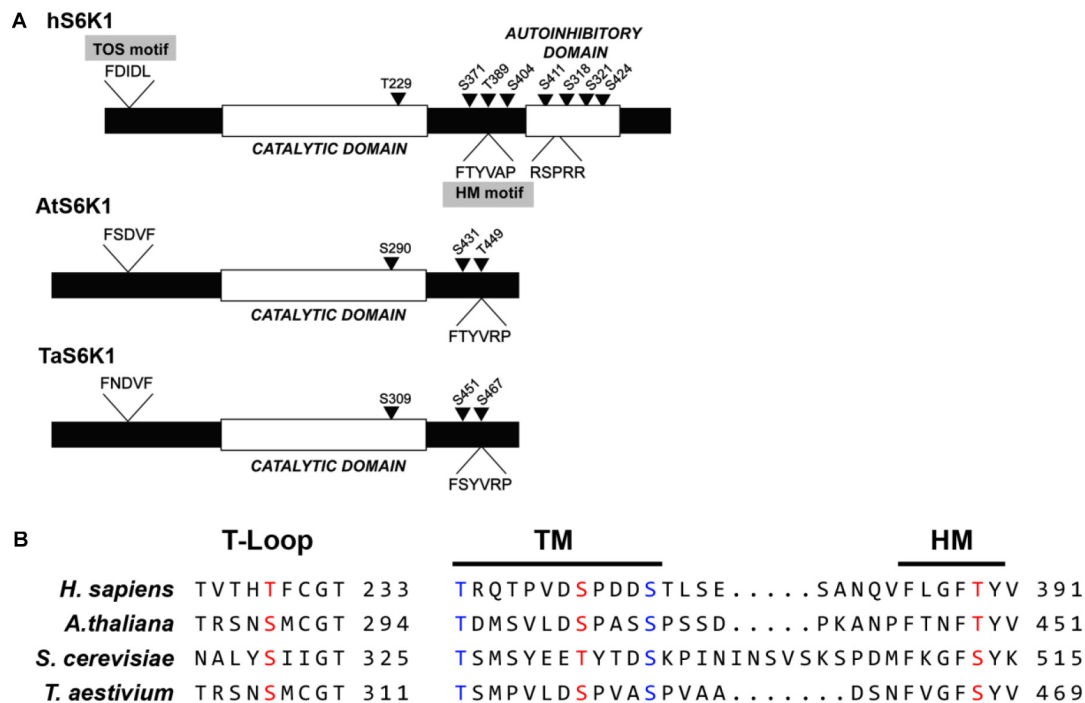 A hS6K1
TOS motif
FDIDL
AUTOINHIBITORY
DOMAIN
T229 S371 T389 S404 S411 S318 S321 S424
CATALYTIC DOMAIN
FTYVAP RSPRR
HM motif
AtS6K1
FSDVF
S290 S431 T449
CATALYTIC DOMAIN
FTYVRP
TaS6K1
FNDVF
S309 S451 S467
CATALYTIC DOMAIN
FSYVRP
B T-Loop TM HM
H. sapiens TVTHTFCGT 233 TRQTPVDSPDDSTLSE.....SANQVFLGFTYV 391
A.thaliana TRSNSMCGT 294 TDMSVLDSPASSPSSD.....PKANPFTNFTYV 451
S. cerevisiae NALYSIIGT 325 TSMSYEETYTDSKPININSVSKSPDMFKGFSYK 515
T. aestivium TRSNSMCGT 311 TSMPVLDSPVASPVAA.......DSNFVGFSYV 469